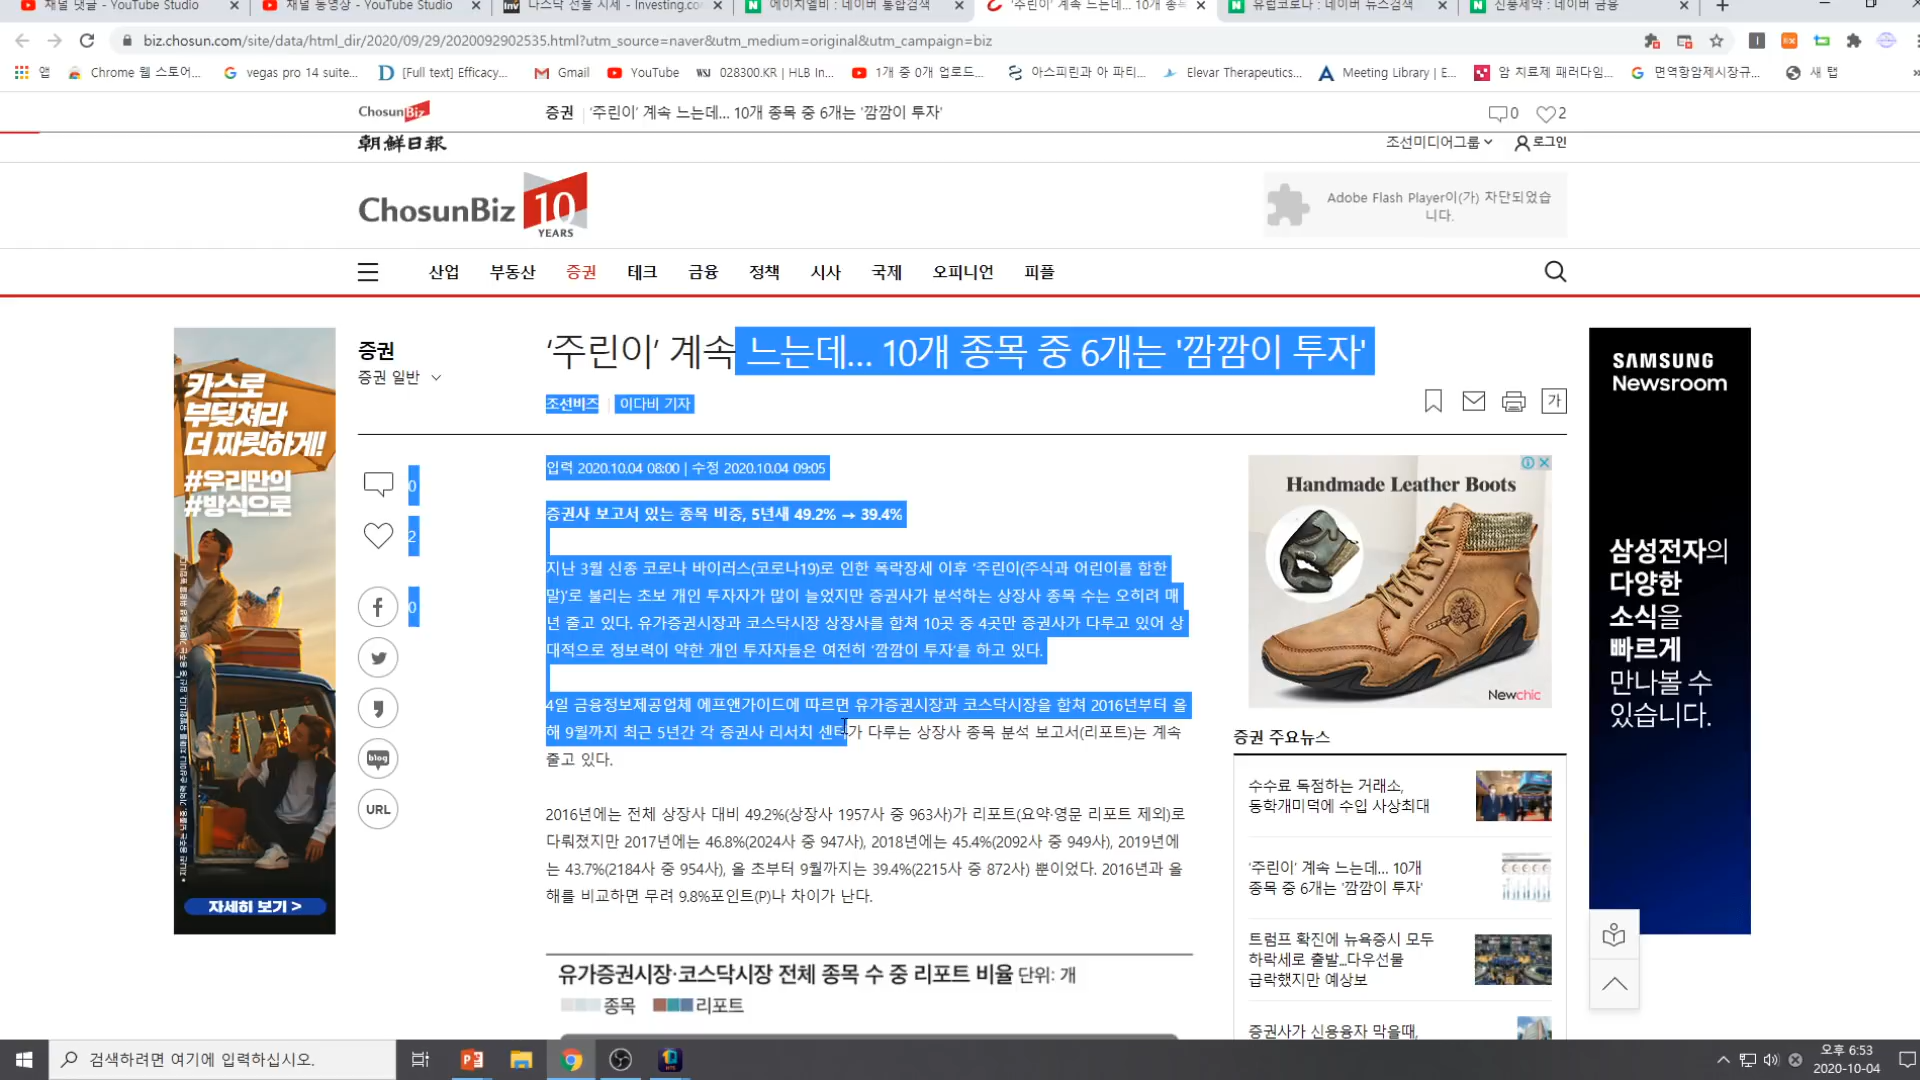 채널 댓글 - YouTube Studio
채널 동영상 - YouTube Studio
나스닥 선물 시세 - Investing.co
에이치엘비 : 네이버 통합검색
'주린이' 계속 느는데... 10개 종목
유럽코로나 : 네이버 뉴스검색
신풍제약 : 네이버 금융
biz.chosun.com/site/data/html_dir/2020/09/29/2020092902535.html?utm_source=naver&utm_medium=original&utm_campaign=biz
앱
Chrome 웹 스토어...
vegas pro 14 suite...
[Full text] Efficacy...
Gmail
YouTube
WSJ 028300.KR | HLB In...
1개 중 0개 업로드...
아스피린과 아 파티...
Elevar Therapeutics...
Meeting Library | E...
암 치료제 패러다임...
면역항암제시장규...
새 탭
ChosunBiz
증권 '주린이' 계속 느는데... 10개 종목 중 6개는 '깜깜이 투자'
0 2
朝鮮日報
조선미디어그룹
로그인
ChosunBiz 10
YEARS
Adobe Flash Player이(가) 차단되었습
니다.
산업 부동산 증권 테크 금융 정책 시사 국제 오피니언 피플
카스로
부딪쳐라
더 짜릿하게!
#우리만의
#방식으로
자세히 보기 >
증권
증권 일반
'주린이' 계속 느는데... 10개 종목 중 6개는 '깜깜이 투자'
조선비즈 | 이다비 기자
가
입력 2020.10.04 08:00 | 수정 2020.10.04 09:05
0
2
0
blog
URL
증권사 보고서 있는 종목 비중, 5년새 49.2% → 39.4%
지난 3월 신종 코로나 바이러스(코로나19)로 인한 폭락장세 이후 '주린이(주식과 어린이를 합한
말)'로 불리는 초보 개인 투자자가 많이 늘었지만 증권사가 분석하는 상장사 종목 수는 오히려 매
년 줄고 있다. 유가증권시장과 코스닥시장 상장사를 합쳐 10곳 중 4곳만 증권사가 다루고 있어 상
대적으로 정보력이 약한 개인 투자자들은 여전히 '깜깜이 투자'를 하고 있다.
4일 금융정보제공업체 에프앤가이드에 따르면 유가증권시장과 코스닥시장을 합쳐 2016년부터 올
해 9월까지 최근 5년간 각 증권사 리서치 센터가 다루는 상장사 종목 분석 보고서(리포트)는 계속
줄고 있다.
2016년에는 전체 상장사 대비 49.2%(상장사 1957사 중 963사)가 리포트(요약·영문 리포트 제외)로
다뤄졌지만 2017년에는 46.8%(2024사 중 947사), 2018년에는 45.4%(2092사 중 949사), 2019년에
는 43.7%(2184사 중 954사), 올 초부터 9월까지는 39.4%(2215사 중 872사) 뿐이었다. 2016년과 올
해를 비교하면 무려 9.8%포인트(P)나 차이가 난다.
유가증권시장·코스닥시장 전체 종목 수 중 리포트 비율 단위: 개
종목 리포트
Handmade Leather Boots
Newchic
증권 주요뉴스
수수료 독점하는 거래소,
동학개미덕에 수입 사상최대
'주린이' 계속 느는데... 10개
종목 중 6개는 '깜깜이 투자'
트럼프 확진에 뉴욕증시 모두
하락세로 출발...다우선물
급락했지만 예상보
증권사가 신용융자 막을때,
SAMSUNG
Newsroom
삼성전자의
다양한
소식을
빠르게
만나볼 수
있습니다.
검색하려면 여기에 입력하십시오.
오후 6:53
2020-10-04